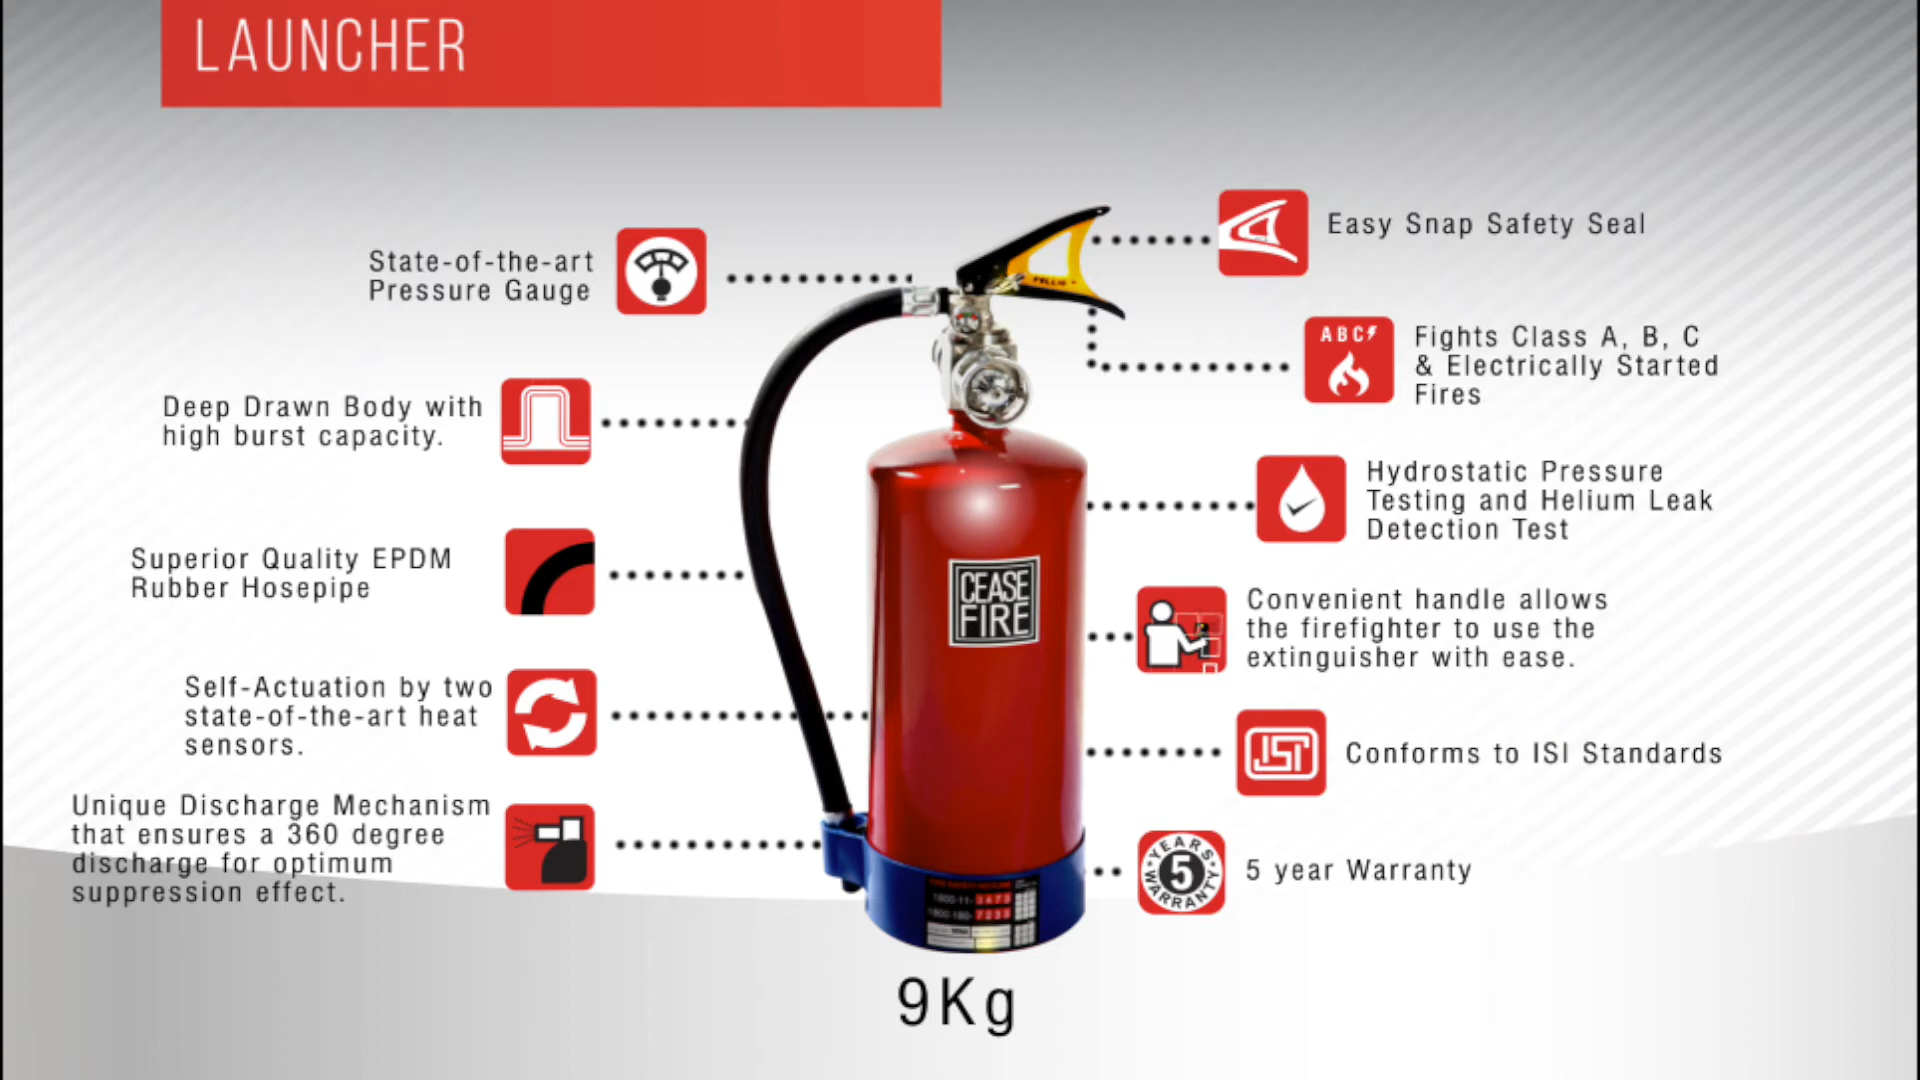 LAUNCHER
State-of-the-art
Pressure Gauge
Deep Drawn Body with
high burst capacity.
Superior Quality EPDM
Rubber Hosepipe
Self-Actuation by two
state-of-the-art heat
sensors.
Unique Discharge Mechanism
that ensures a 360 degree
discharge for optimum
suppression effect.
CEASE
FIRE
9Kg
Easy Snap Safety Seal
ABC
Fights Class A, B, C
& Electrically Started
Fires
Hydrostatic Pressure
Testing and Helium Leak
Detection Test
Convenient handle allows
the firefighter to use the
extinguisher with ease.
ISI
Conforms to ISI Standards
YEARS
5
WARRANTY
5 year Warranty